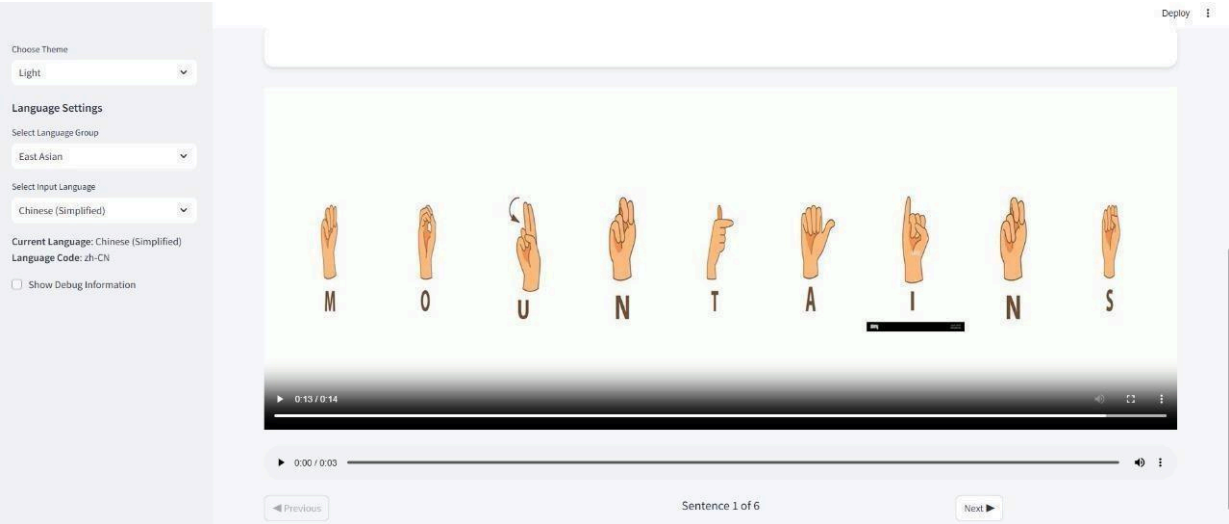 Deploy
Choose Theme
Light
Language Settings
Select Language Group
East Asian
Select Input Language
Chinese (Simplified)
Current Language: Chinese (Simplified)
Language Code: zh-CN
Show Debug Information
M O U N T A I N S
0:13 / 0:14
0:00 / 0:03
◀ Previous
Sentence 1 of 6
Next ▶